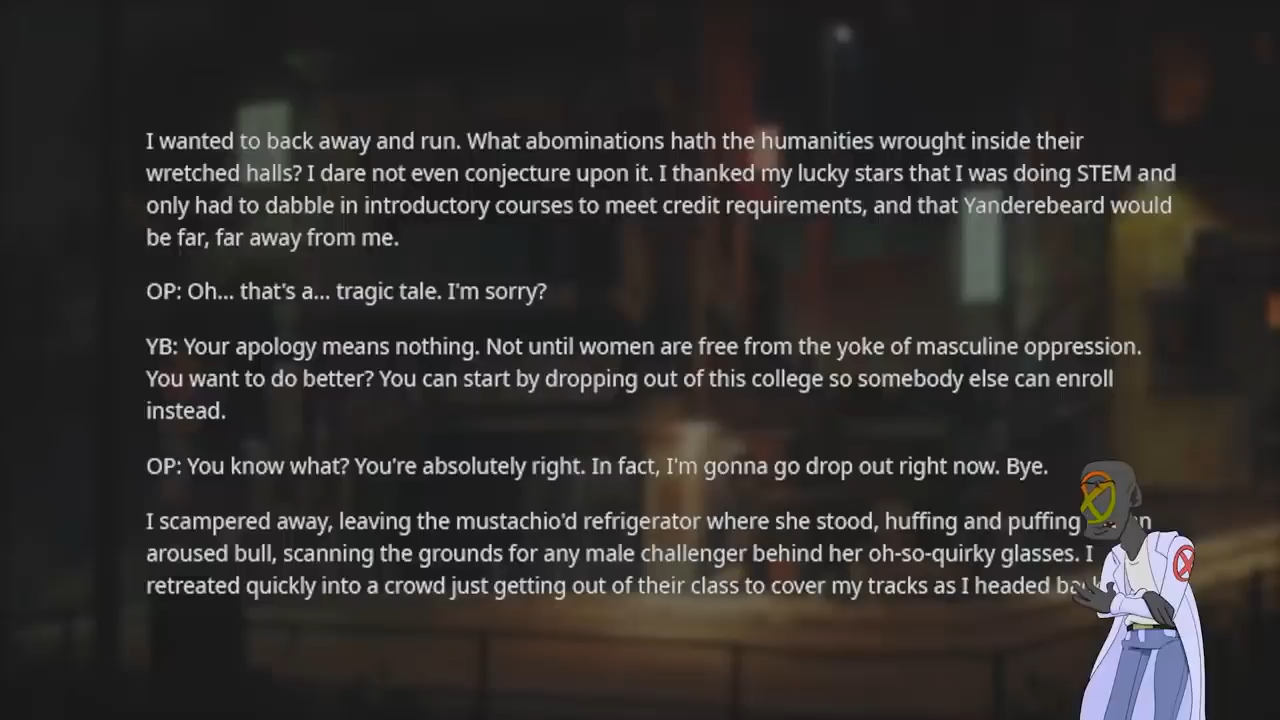 I wanted to back away and run. What abominations hath the humanities wrought inside their
wretched halls? I dare not even conjecture upon it. I thanked my lucky stars that I was doing STEM and
only had to dabble in introductory courses to meet credit requirements, and that Yanderebeard would
be far, far away from me.
OP: Oh... that's a... tragic tale. I'm sorry?
YB: Your apology means nothing. Not until women are free from the yoke of masculine oppression.
You want to do better? You can start by dropping out of this college so somebody else can enroll
instead.
OP: You know what? You're absolutely right. In fact, I'm gonna go drop out right now. Bye.
I scampered away, leaving the mustachio'd refrigerator where she stood, huffing and puffing
aroused bull, scanning the grounds for any male challenger behind her oh-so-quirky glasses. I
retreated quickly into a crowd just getting out of their class to cover my tracks as I headed